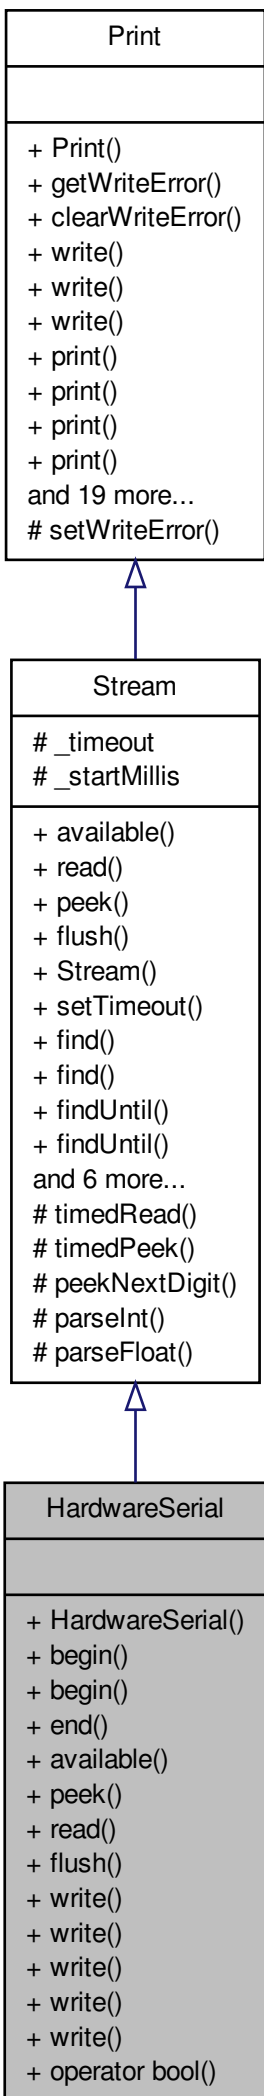 Print
+ Print()
+ getWriteError()
+ clearWriteError()
+ write()
+ write()
+ write()
+ print()
+ print()
+ print()
+ print()
and 19 more...
# setWriteError()
Stream
# _timeout
# _startMillis
+ available()
+ read()
+ peek()
+ flush()
+ Stream()
+ setTimeout()
+ find()
+ find()
+ findUntil()
+ findUntil()
and 6 more...
# timedRead()
# timedPeek()
# peekNextDigit()
# parseInt()
# parseFloat()
HardwareSerial
+ HardwareSerial()
+ begin()
+ begin()
+ end()
+ available()
+ peek()
+ read()
+ flush()
+ write()
+ write()
+ write()
+ write()
+ write()
+ operator bool()